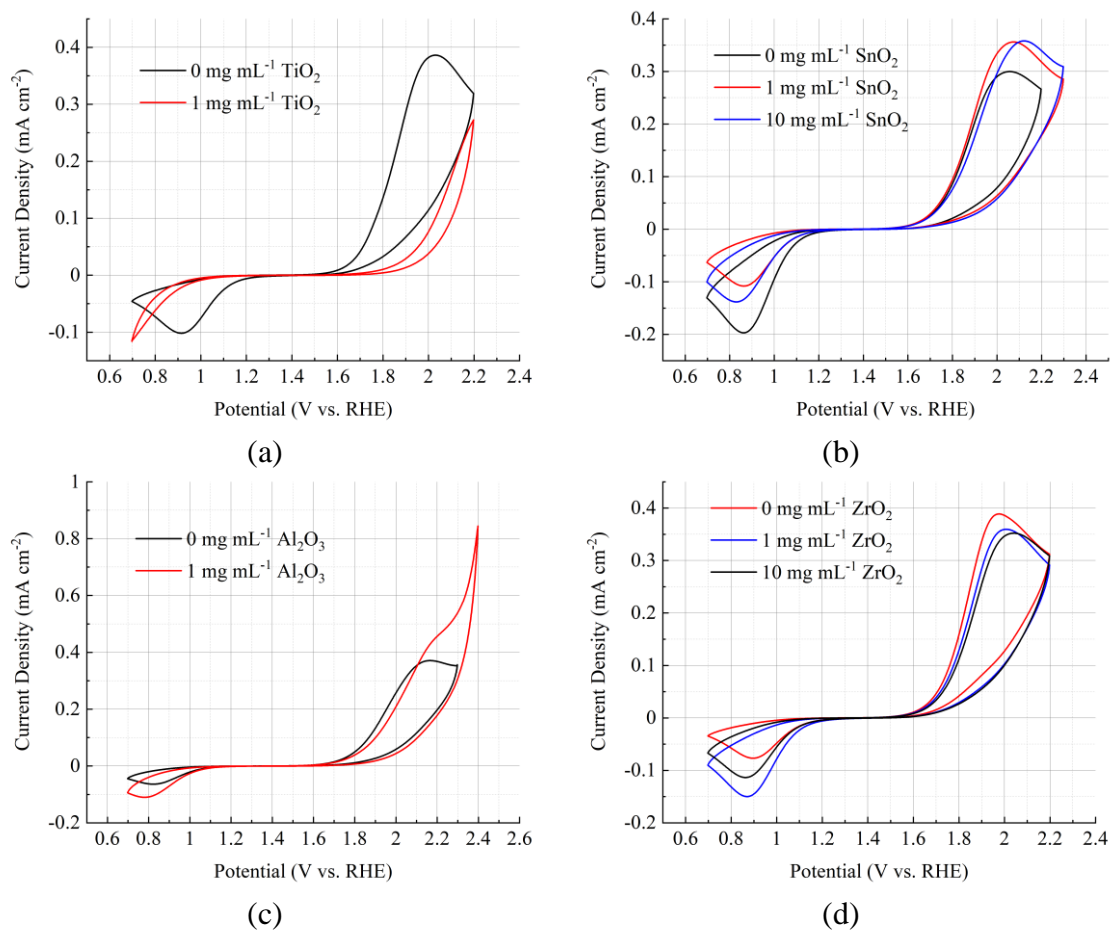 0.4
0.3
0.2
0.1
0
-0.1
Current Density (mA cm⁻²)
0 mg mL⁻¹ TiO₂
1 mg mL⁻¹ TiO₂
0.6 0.8 1 1.2 1.4 1.6 1.8 2 2.2 2.4
Potential (V vs. RHE)
(a)
0.4
0.3
0.2
0.1
0
-0.1
-0.2
Current Density (mA cm⁻²)
0 mg mL⁻¹ SnO₂
1 mg mL⁻¹ SnO₂
10 mg mL⁻¹ SnO₂
0.6 0.8 1 1.2 1.4 1.6 1.8 2 2.2 2.4
Potential (V vs. RHE)
(b)
1
0.8
0.6
0.4
0.2
0
-0.2
Current Density (mA cm⁻²)
0 mg mL⁻¹ Al₂O₃
1 mg mL⁻¹ Al₂O₃
0.6 0.8 1 1.2 1.4 1.6 1.8 2 2.2 2.4 2.6
Potential (V vs. RHE)
(c)
0.4
0.3
0.2
0.1
0
-0.1
-0.2
Current Density (mA cm⁻²)
0 mg mL⁻¹ ZrO₂
1 mg mL⁻¹ ZrO₂
10 mg mL⁻¹ ZrO₂
0.6 0.8 1 1.2 1.4 1.6 1.8 2 2.2 2.4
Potential (V vs. RHE)
(d)